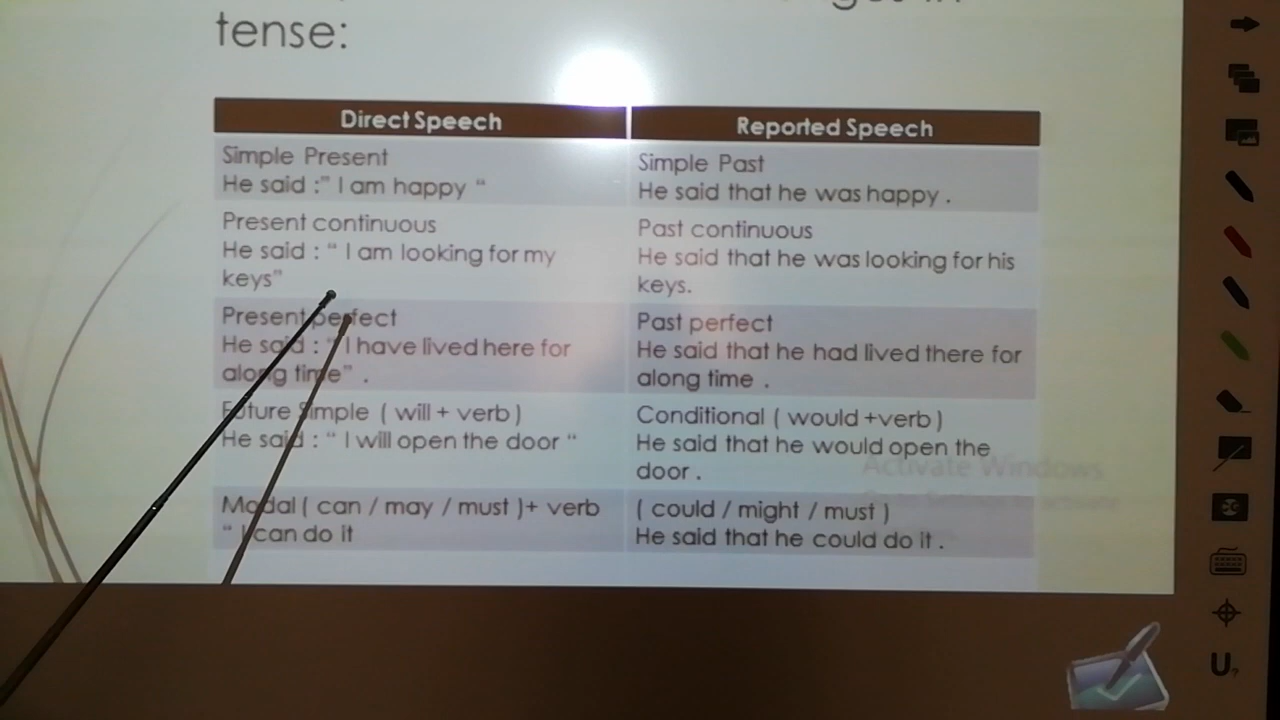 tense:
Direct Speech
Reported Speech
Simple Present
He said :" I am happy "
Simple Past
He said that he was happy .
Present continuous
He said : " I am looking for my
keys"
Past continuous
He said that he was looking for his
keys.
Present perfect
He said : " I have lived here for
along time" .
Past perfect
He said that he had lived there for
along time .
Future Simple ( will + verb )
He said : " I will open the door "
Conditional ( would +verb )
He said that he would open the
door .
Modal ( can / may / must )+ verb
" I can do it
( could / might / must )
He said that he could do it .
Activate Windows